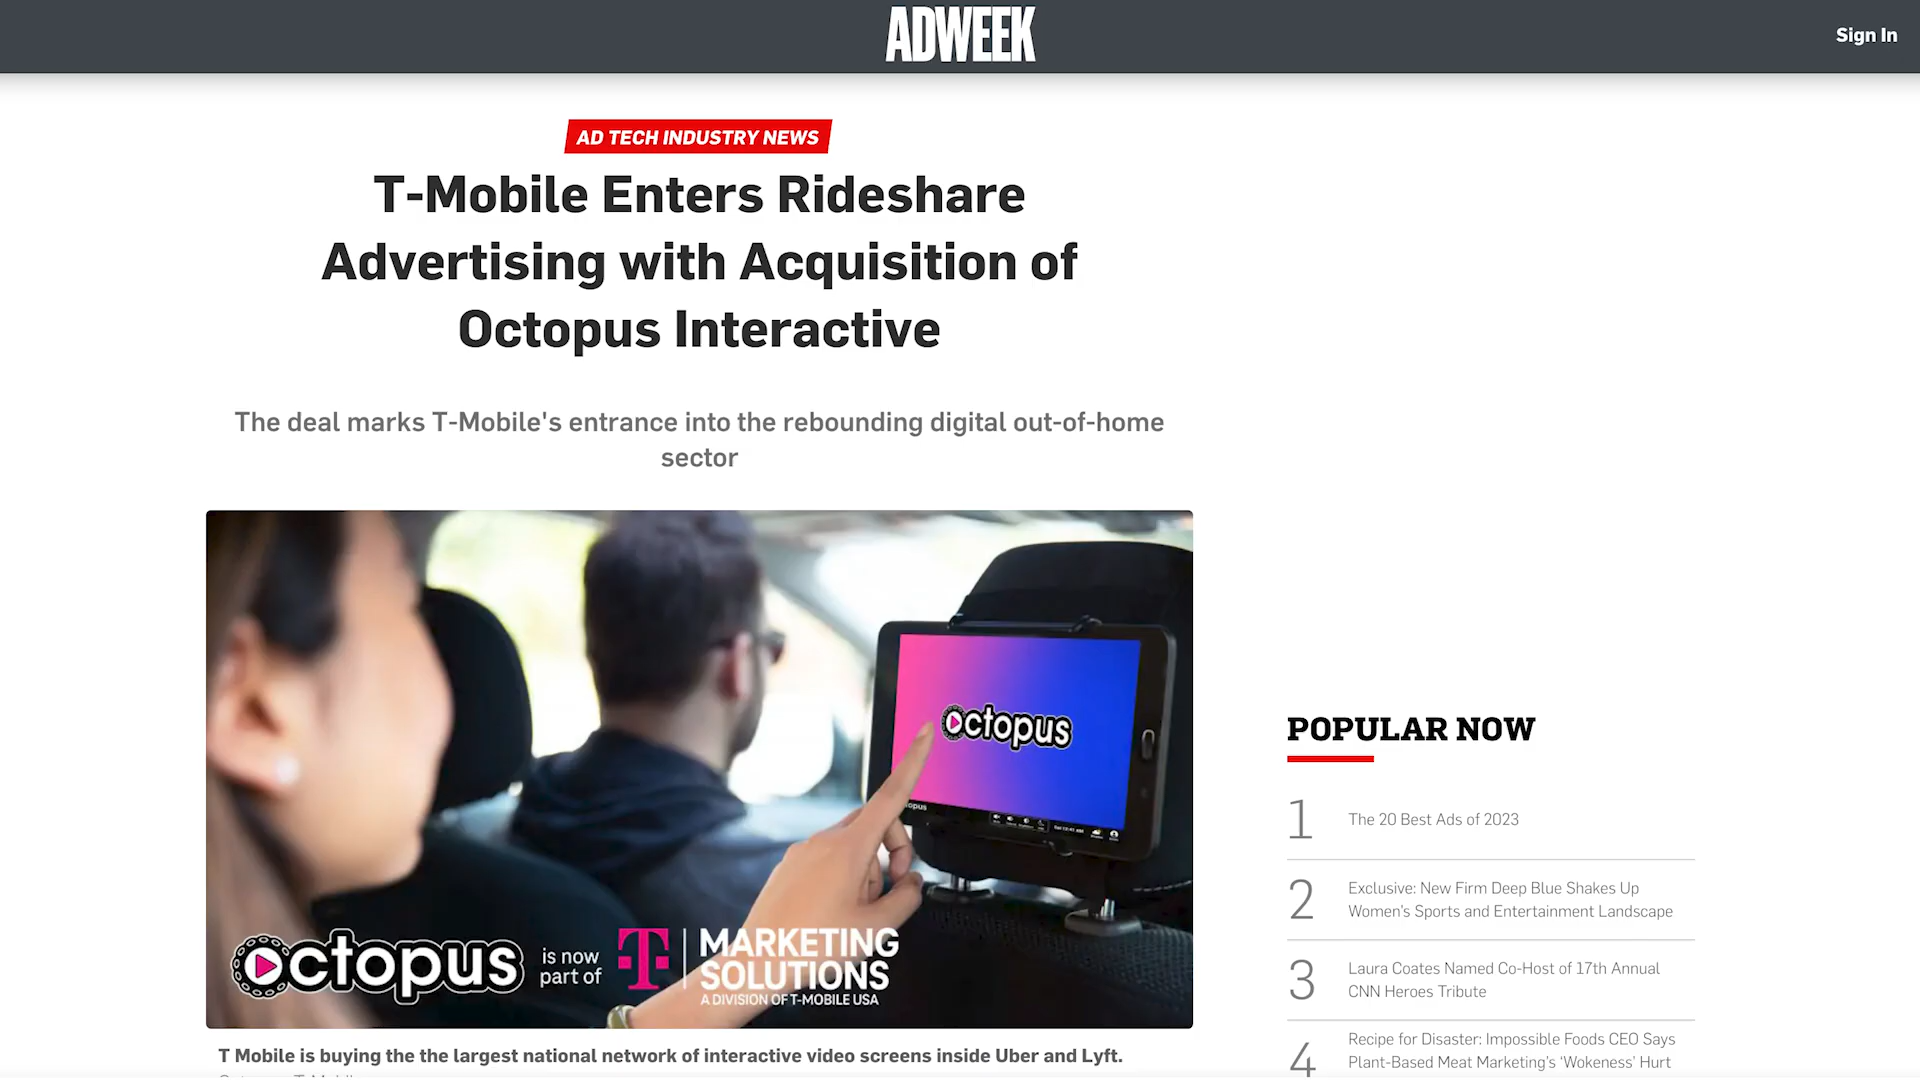 ADWEEK
Sign In
AD TECH INDUSTRY NEWS
T-Mobile Enters Rideshare
Advertising with Acquisition of
Octopus Interactive
The deal marks T-Mobile's entrance into the rebounding digital out-of-home
sector
octopus
opus
octopus
is now
part of
T
MARKETING
SOLUTIONS
A DIVISION OF T-MOBILE USA
T Mobile is buying the the largest national network of interactive video screens inside Uber and Lyft.
POPULAR NOW
1
The 20 Best Ads of 2023
2
Exclusive: New Firm Deep Blue Shakes Up
Women's Sports and Entertainment Landscape
3
Laura Coates Named Co-Host of 17th Annual
CNN Heroes Tribute
4
Recipe for Disaster: Impossible Foods CEO Says
Plant-Based Meat Marketing's ‘Wokeness’ Hurt